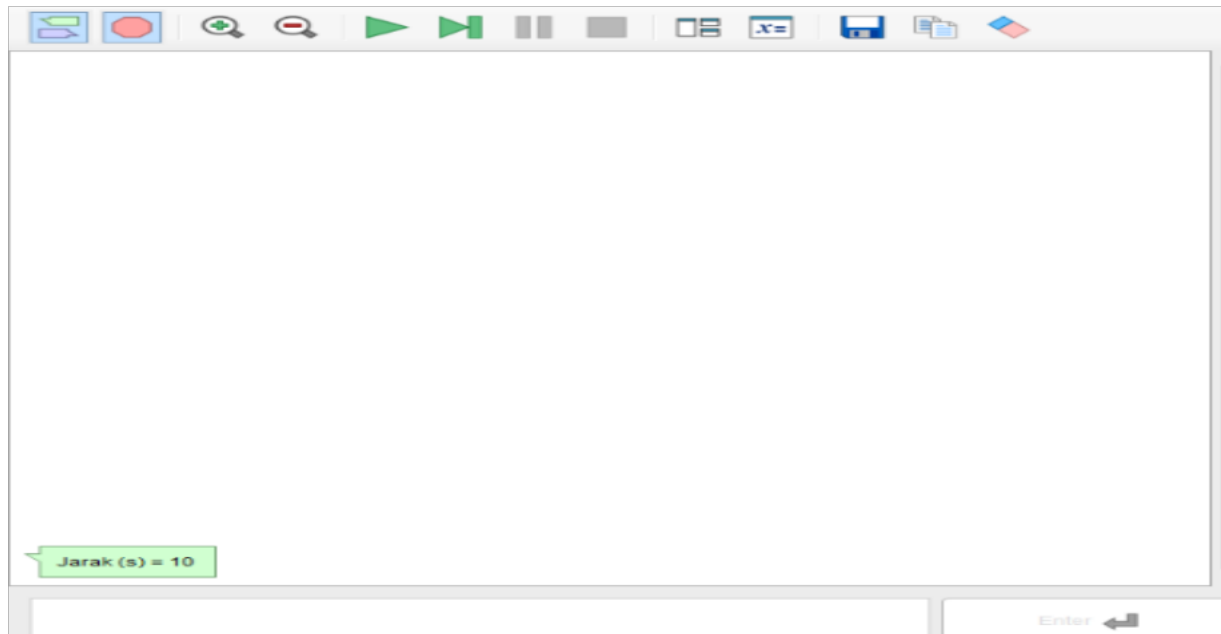 x=
Jarak (s) = 10
Enter